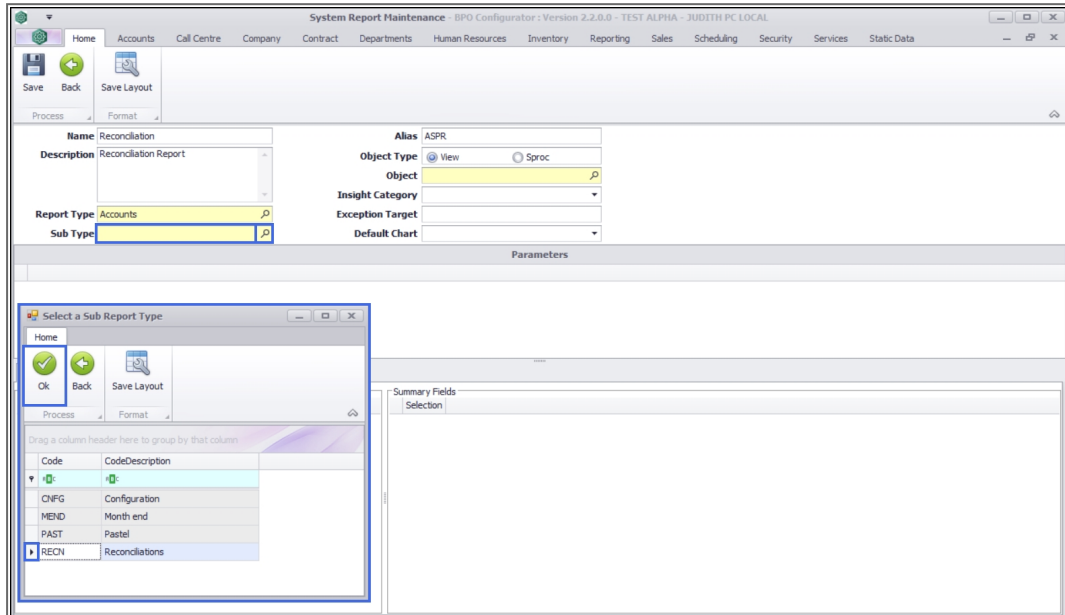 System Report Maintenance - BPO Configurator : Version 2.2.0.0 - TEST ALPHA - JUDITH PC LOCAL
Home Accounts Call Centre Company Contract Departments Human Resources Inventory Reporting Sales Scheduling Security Services Static Data
Save Back Save Layout
Process Format
Name Reconciliation Alias ASPR
Description Reconciliation Report Object Type View Sproc
Object
Insight Category
Report Type Accounts Exception Target
Sub Type Default Chart
Parameters
Select a Sub Report Type
Home
Ok Back Save Layout
Process Format
Summary Fields
Selection
Drag a column header here to group by that column
Code CodeDescription
CNFG Configuration
MEND Month end
PAST Pastel
RECN Reconciliations